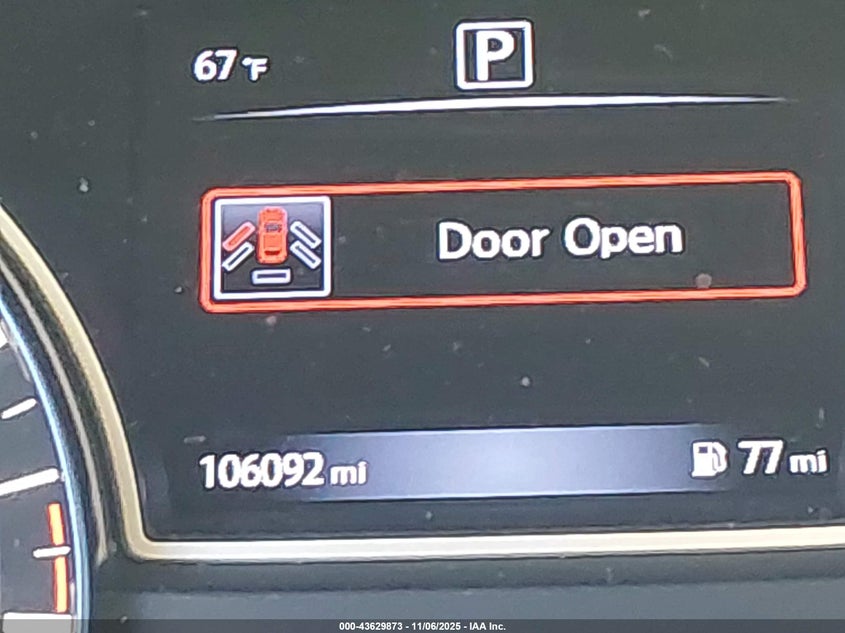 67°F P
Door Open
106092 mi 77 mi
000-43629873 - 11/06/2025 - IAA Inc.